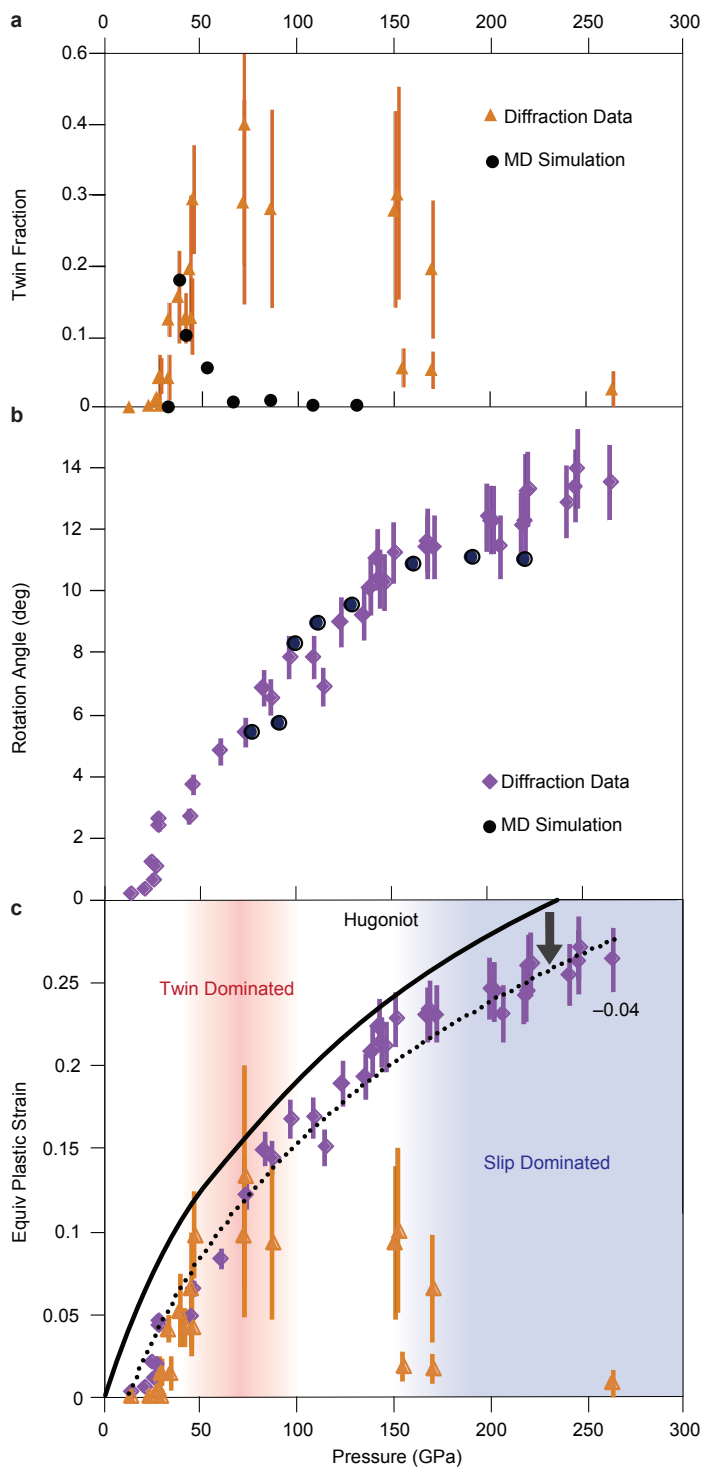 0 50 100 150 200 250 300
a
0.6
0.4
0.3
0.2
0.1
0
Twin Fraction
Diffraction Data
MD Simulation
b
14
12
10
8
6
4
2
0
Rotation Angle (deg)
Diffraction Data
MD Simulation
c
Hugoniot
0.25
0.2
0.15
0.1
0.05
0
Equiv Plastic Strain
Twin Dominated
−0.04
Slip Dominated
0 50 100 150 200 250 300
Pressure (GPa)